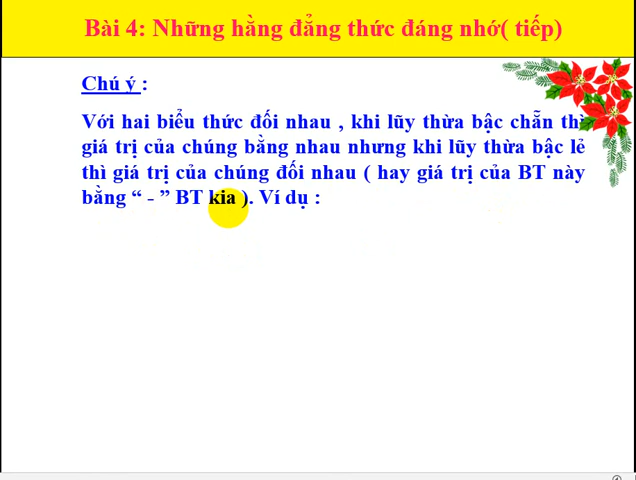 Bài 4: Những hằng đẳng thức đáng nhớ( tiếp)
Chú ý :
Với hai biểu thức đối nhau , khi lũy thừa bậc chẵn thì
giá trị của chúng bằng nhau nhưng khi lũy thừa bậc lẻ
thì giá trị của chúng đối nhau ( hay giá trị của BT này
bằng “ - ” BT kia ). Ví dụ :